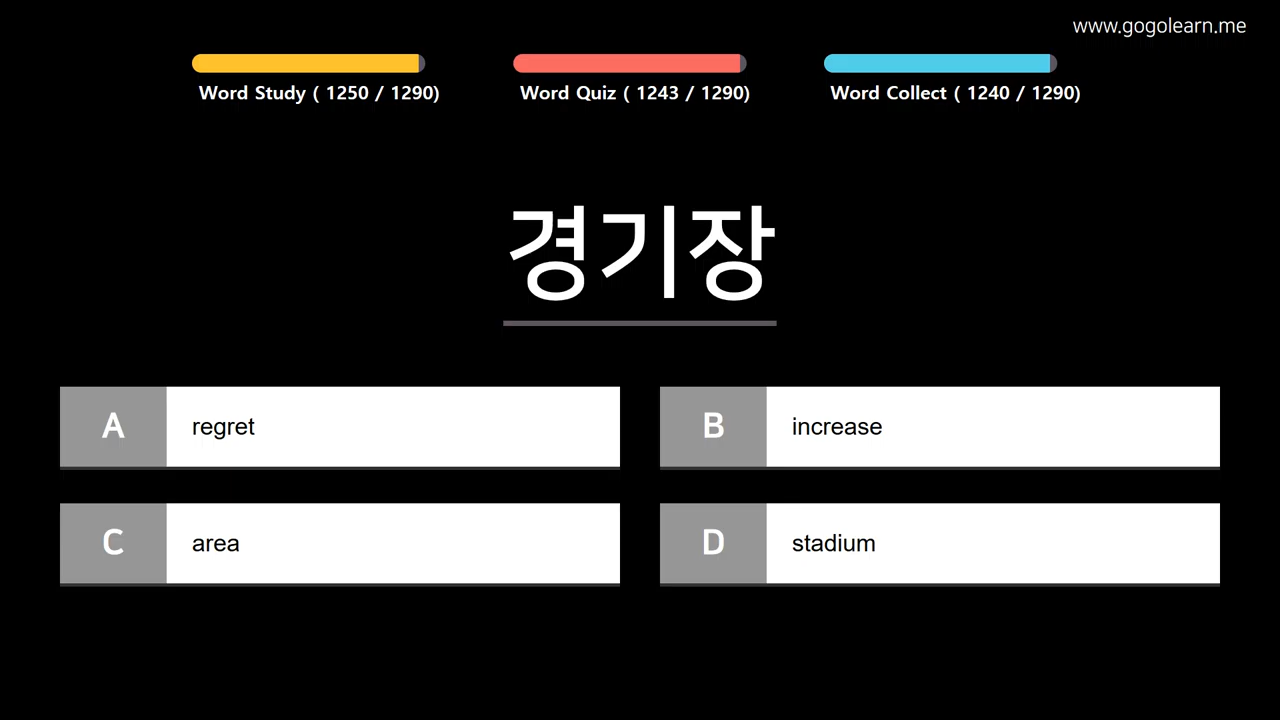 www.gogolearn.me
Word Study ( 1250 / 1290)
Word Quiz ( 1243 / 1290)
Word Collect ( 1240 / 1290)
경기장
A regret
B increase
C area
D stadium